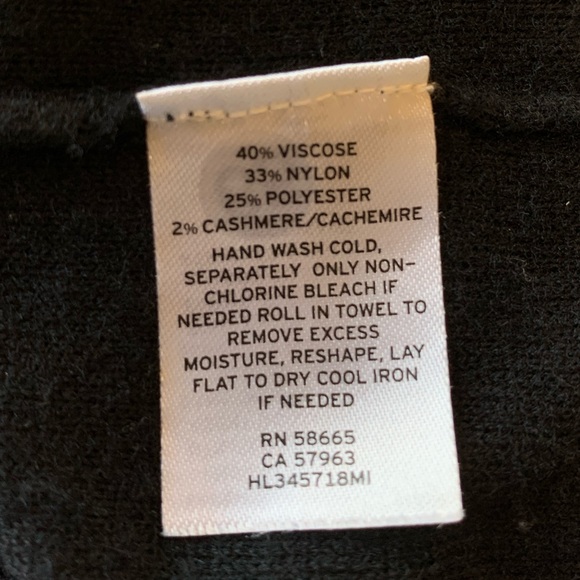 40% VISCOSE
33% NYLON
25% POLYESTER
2% CASHMERE/CACHEMIRE
HAND WASH COLD,
SEPARATELY ONLY NON-
CHLORINE BLEACH IF
NEEDED ROLL IN TOWEL TO
REMOVE EXCESS
MOISTURE, RESHAPE, LAY
FLAT TO DRY COOL IRON
IF NEEDED
RN 58665
CA 57963
HL345718MI